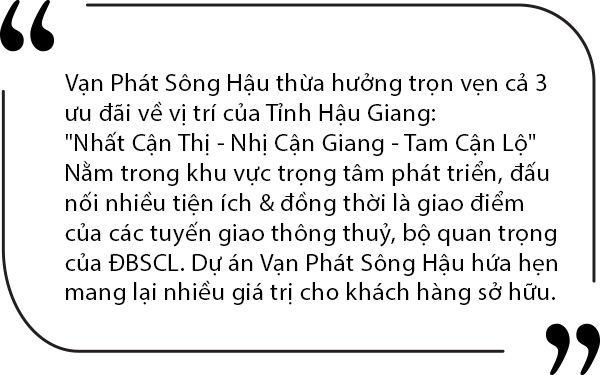 Vạn Phát Sông Hậu thừa hưởng trọn vẹn cả 3
ưu đãi về vị trí của Tỉnh Hậu Giang:
"Nhất Cận Thị - Nhị Cận Giang - Tam Cận Lộ"
Nằm trong khu vực trọng tâm phát triển, đấu
nối nhiều tiện ích & đồng thời là giao điểm
của các tuyến giao thông thuỷ, bộ quan trọng
của ĐBSCL. Dự án Vạn Phát Sông Hậu hứa hẹn
mang lại nhiều giá trị cho khách hàng sở hữu.